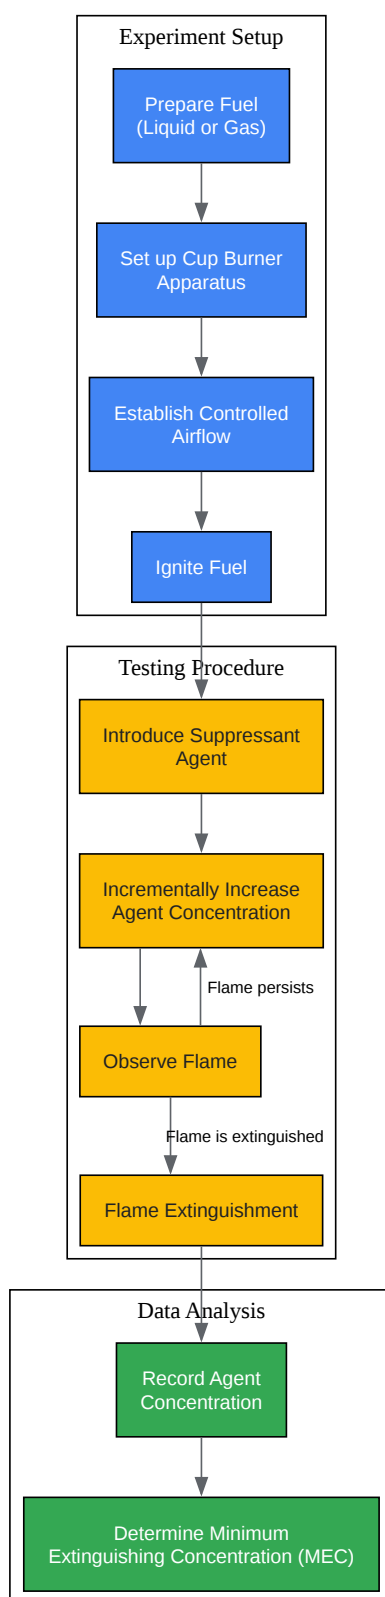 Experiment Setup
Prepare Fuel
(Liquid or Gas)
Set up Cup Burner
Apparatus
Establish Controlled
Airflow
Ignite Fuel
Testing Procedure
Introduce Suppressant
Agent
Incrementally Increase
Agent Concentration
Flame persists
Observe Flame
Flame is extinguished
Flame Extinguishment
Data Analysis
Record Agent
Concentration
Determine Minimum
Extinguishing Concentration (MEC)